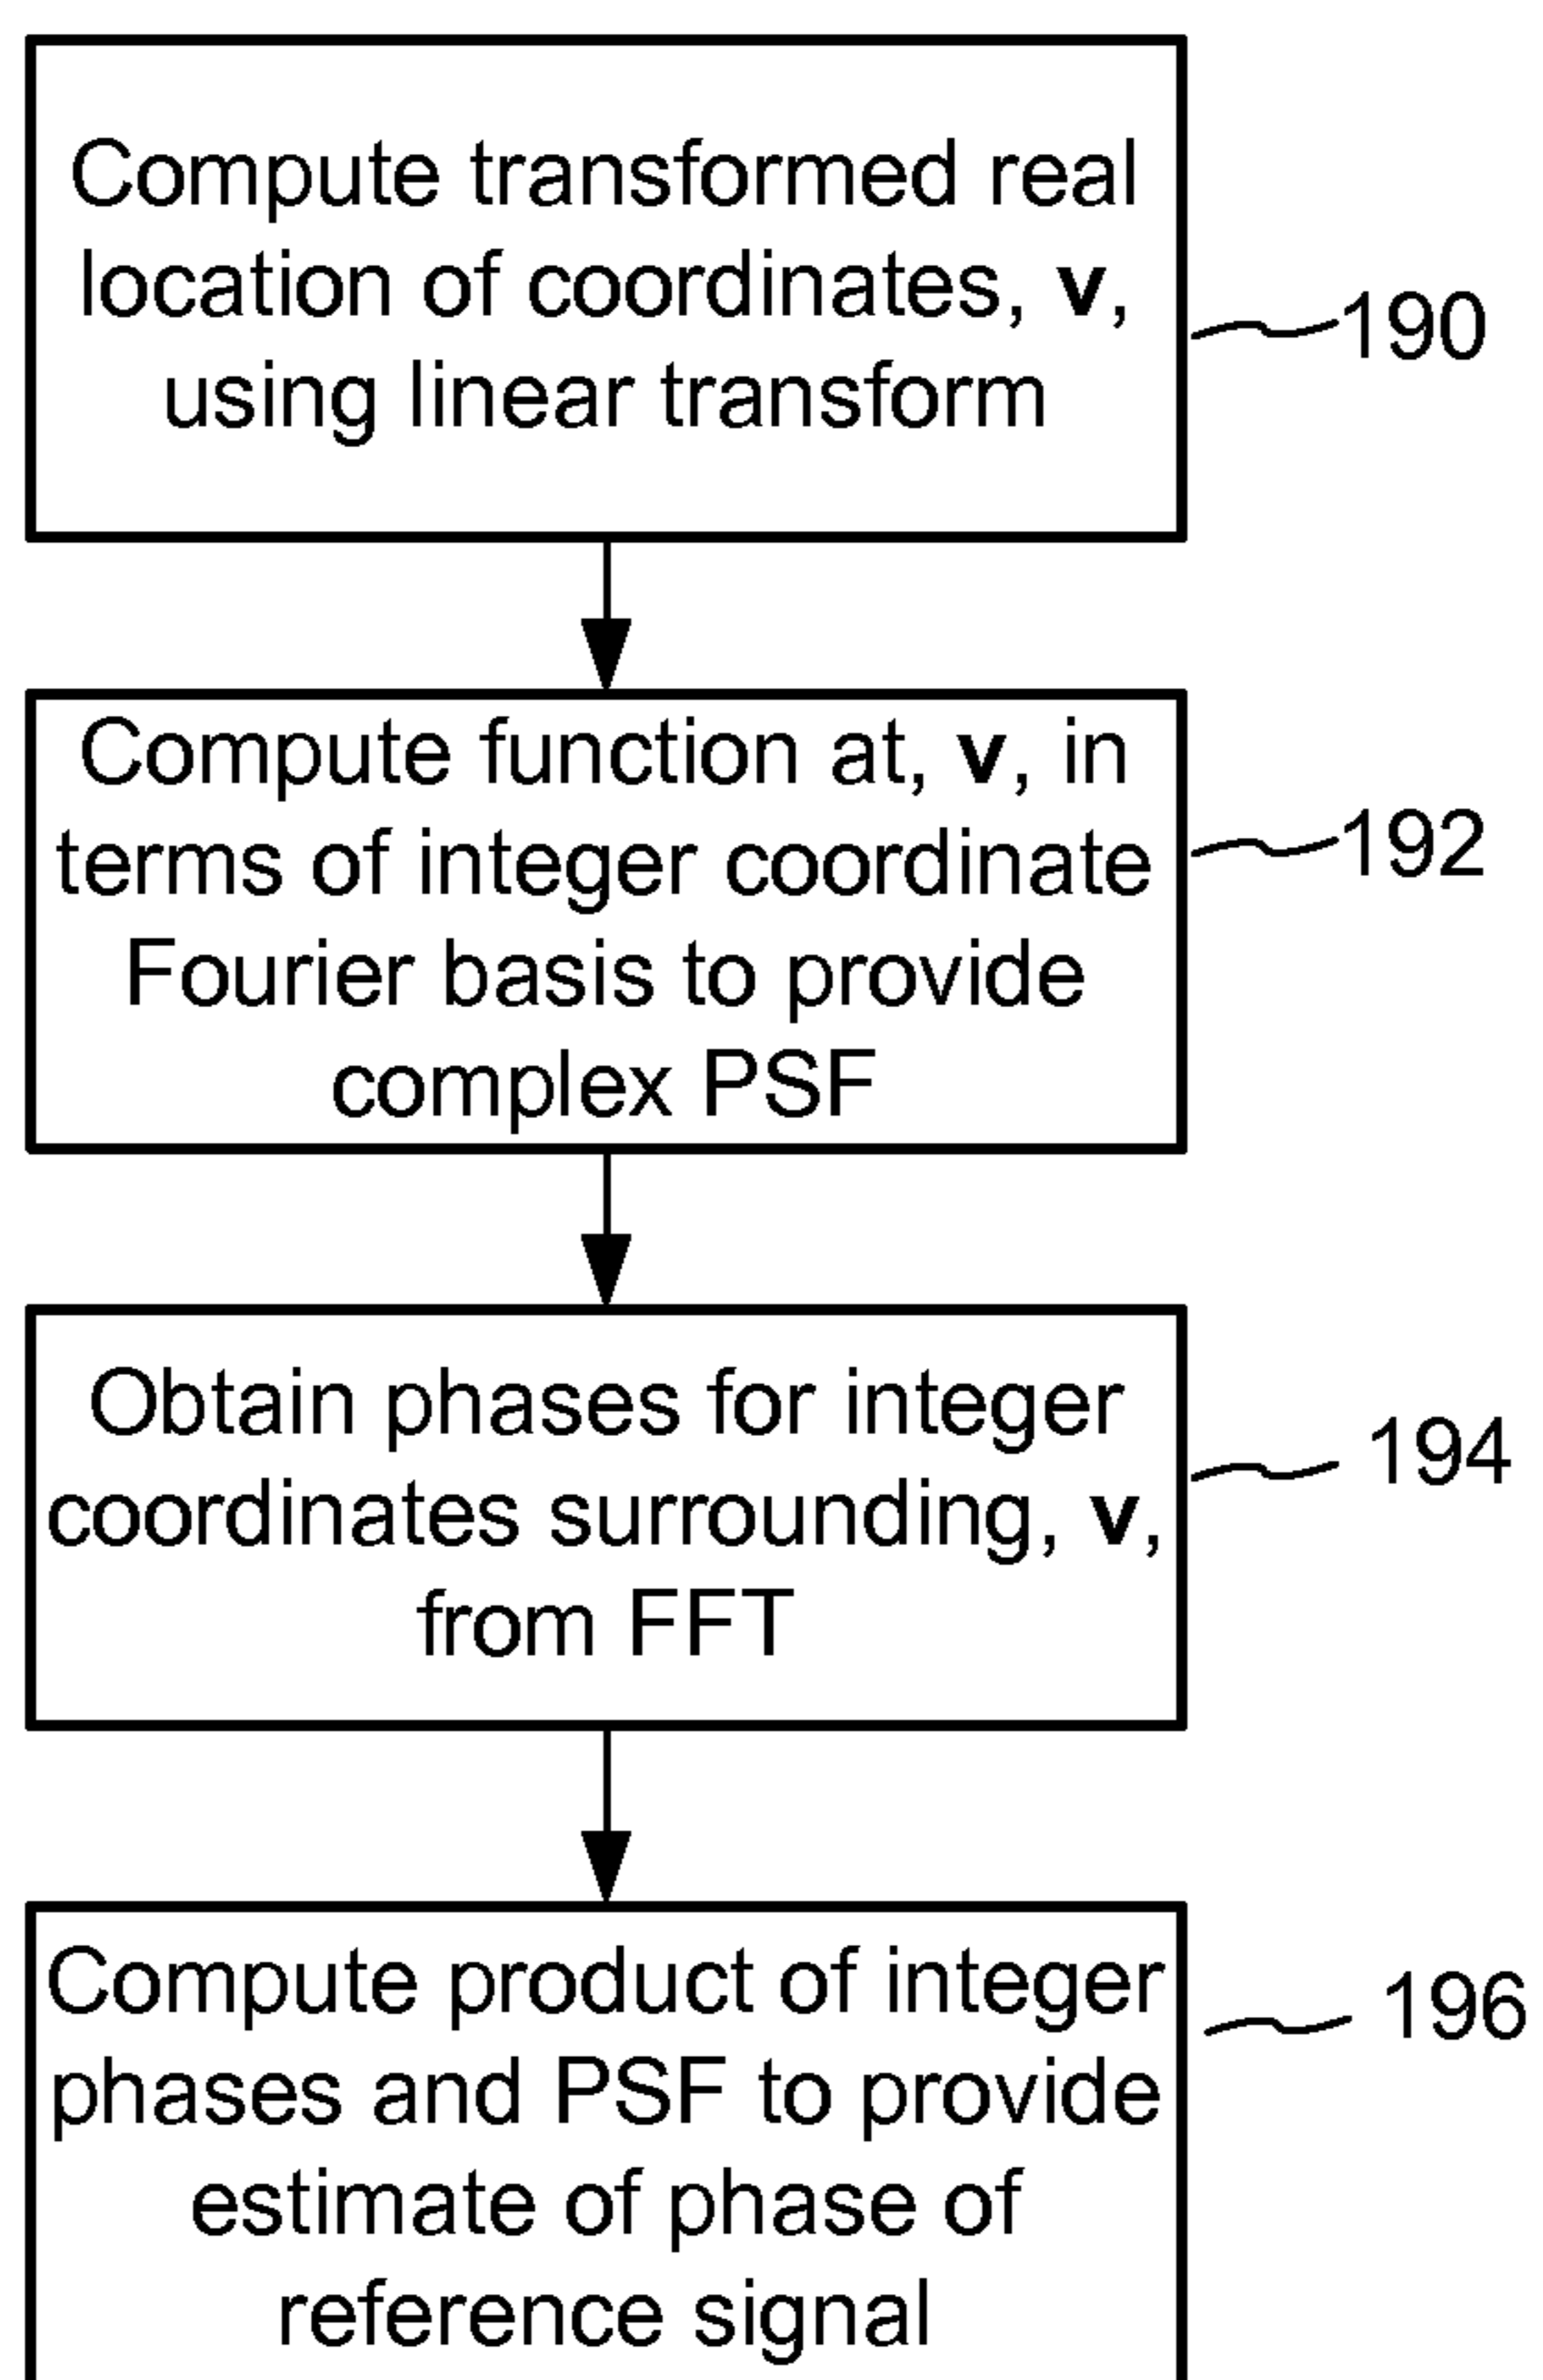 Compute transformed real
location of coordinates, v,
using linear transform
190
Compute function at, v, in
terms of integer coordinate
Fourier basis to provide
complex PSF
192
Obtain phases for integer
coordinates surrounding, v,
from FFT
194
Compute product of integer
phases and PSF to provide
estimate of phase of
reference signal
196